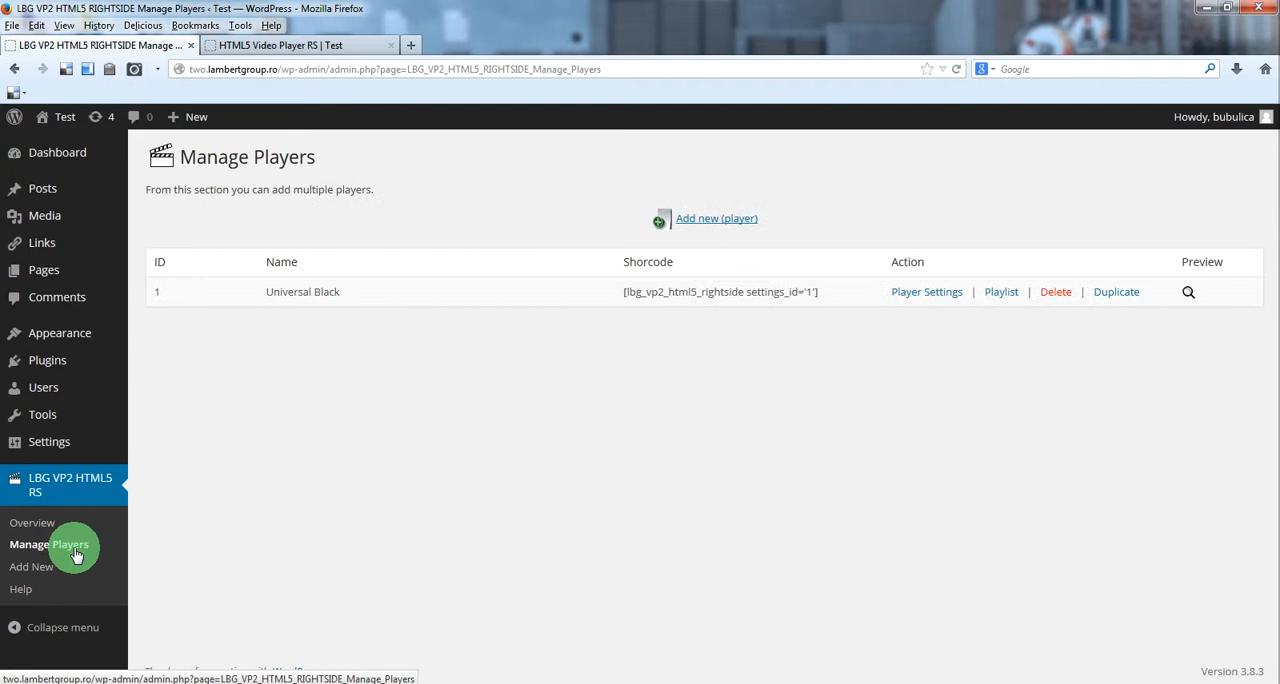 LBG VP2 HTML5 RIGHTSIDE Manage Players ‹ Test — WordPress - Mozilla Firefox
File Edit View History Delicious Bookmarks Tools Help
LBG VP2 HTML5 RIGHTSIDE Manage ... × HTML5 Video Player RS | Test × +
two.lambertgroup.ro/wp-admin/admin.php?page=LBG_VP2_HTML5_RIGHTSIDE_Manage_Players Google
Test 4 0 + New Howdy, bubulica
Dashboard
Posts
Media
Links
Pages
Comments
Appearance
Plugins
Users
Tools
Settings
LBG VP2 HTML5
RS
Overview
Manage Players
Add New
Help
Collapse menu
Manage Players
From this section you can add multiple players.
Add new (player)
ID Name Shorcode Action Preview
1 Universal Black [lbg_vp2_html5_rightside settings_id='1'] Player Settings | Playlist | Delete | Duplicate
Version 3.8.3
two.lambertgroup.ro/wp-admin/admin.php?page=LBG_VP2_HTML5_RIGHTSIDE_Manage_Players